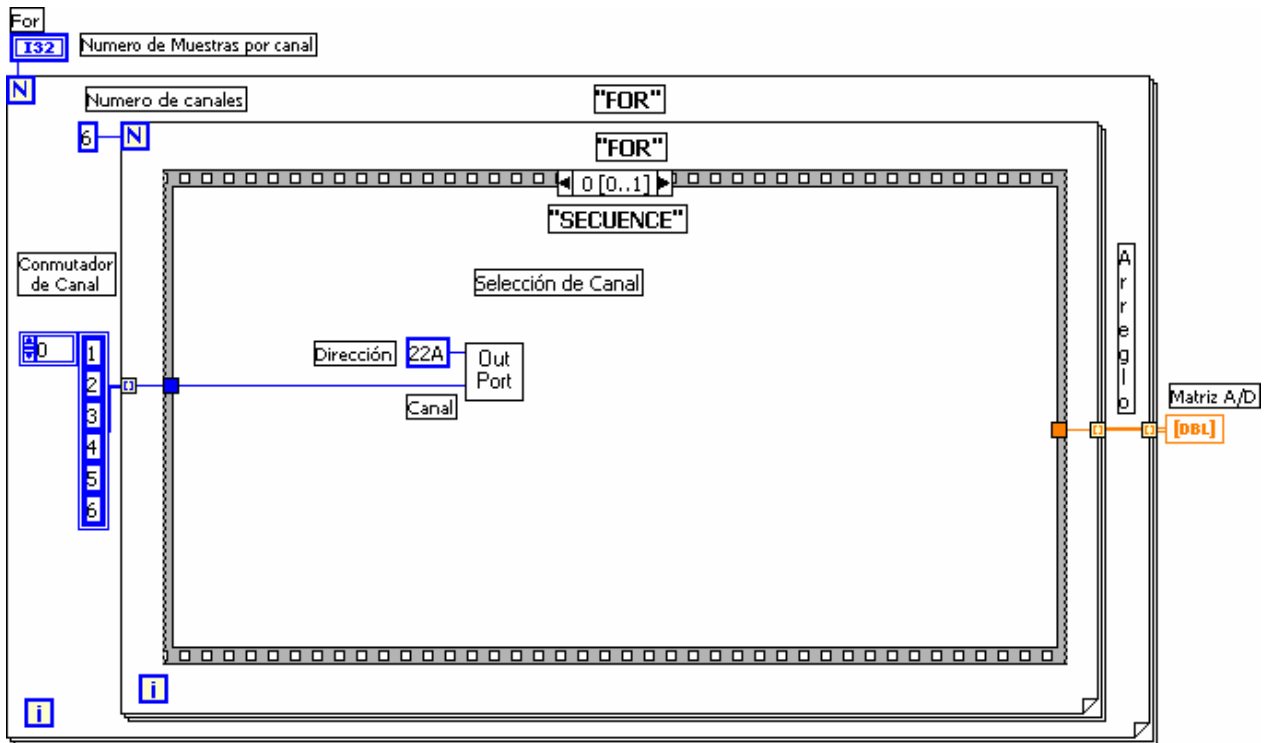 For
I32
Numero de Muestras por canal
N
Numero de canales
"FOR"
6
N
"FOR"
0 [0..1]
"SECUENCE"
Conmutador
de Canal
Selección de Canal
0
1
2
3
4
5
6
Dirección
22A
Out
Port
Canal
Arreglo
Matriz A/D
[DBL]
i
i